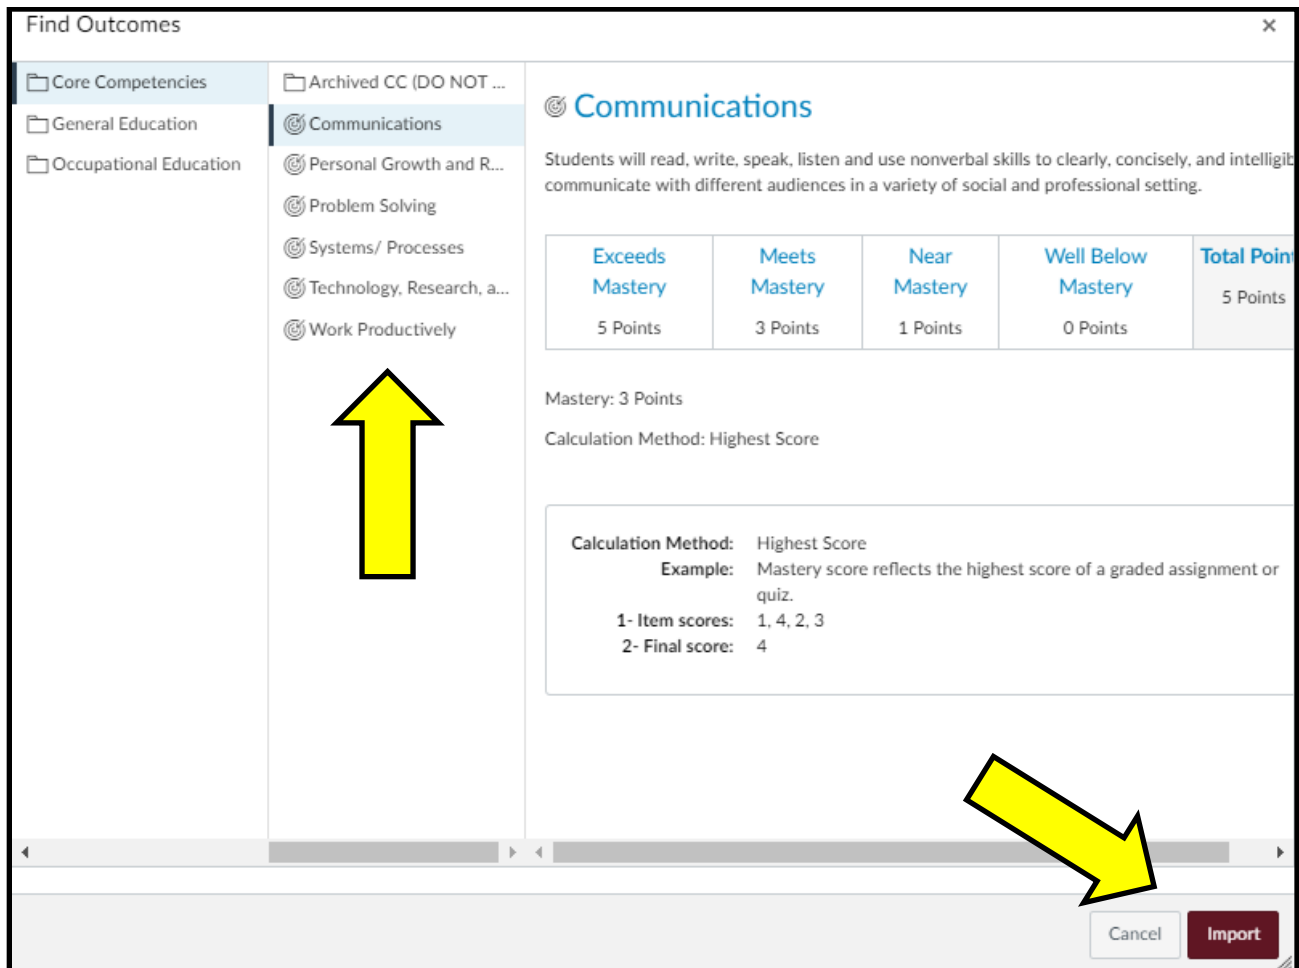 Find Outcomes
×
Core Competencies
General Education
Occupational Education
Archived CC (DO NOT ...
Communications
Personal Growth and R...
Problem Solving
Systems/ Processes
Technology, Research, a...
Work Productively
Communications
Students will read, write, speak, listen and use nonverbal skills to clearly, concisely, and intelligib
communicate with different audiences in a variety of social and professional setting.
Exceeds Mastery 5 Points
Meets Mastery 3 Points
Near Mastery 1 Points
Well Below Mastery 0 Points
Total Poin 5 Points
Mastery: 3 Points
Calculation Method: Highest Score
Calculation Method: Highest Score
Example: Mastery score reflects the highest score of a graded assignment or
quiz.
1- Item scores: 1, 4, 2, 3
2- Final score: 4
Cancel
Import